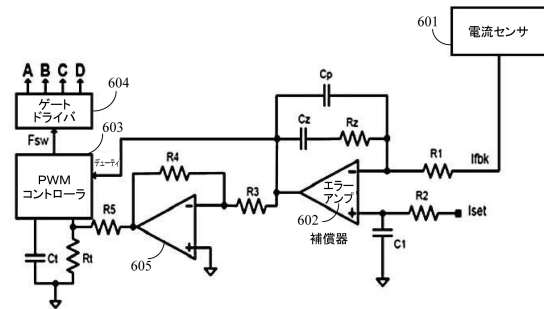 601
電流センサ
A B C D
604
ゲート
ドライバ
Fsw
603
デューティ
PWM
コントローラ
Cp
Cz
Rz
R4
R3
エラー
アンプ
602
補償器
R1
Ifbk
R2
Iset
C1
R5
605
Ct
Rt